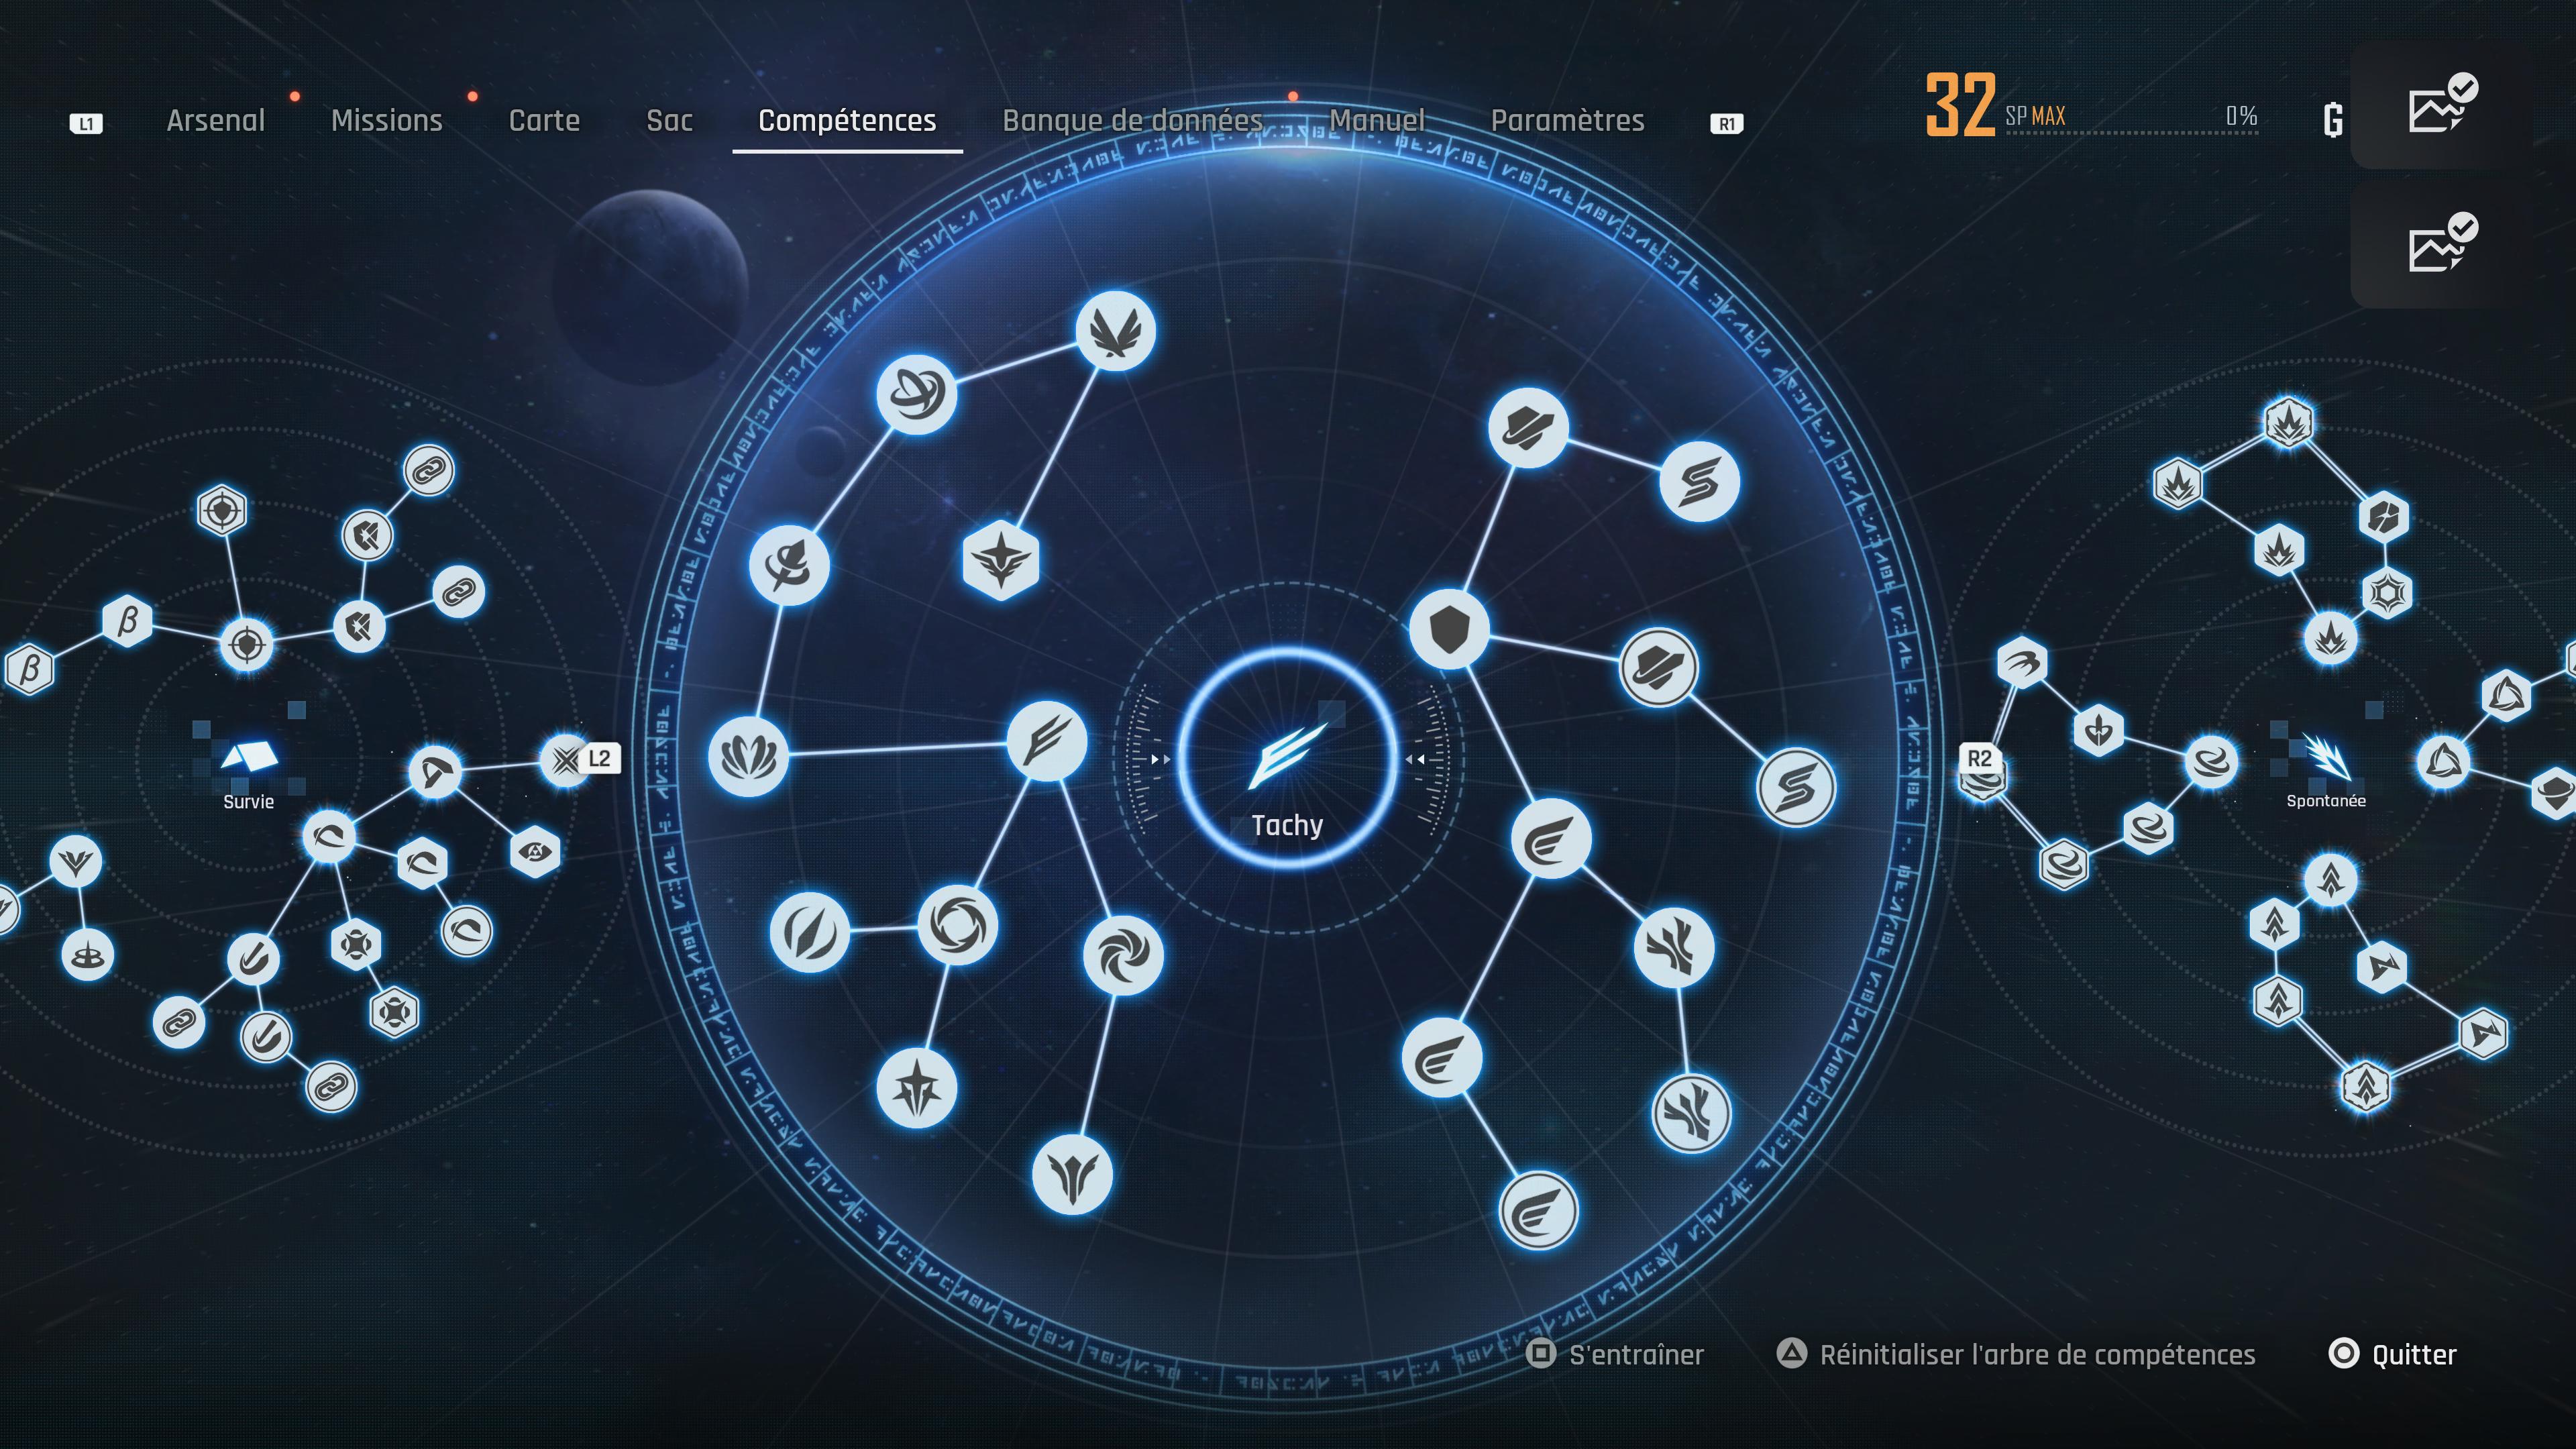 L1 Arsenal Missions Carte Sac Compétences Banque de données Manuel Paramètres R1
32 SP MAX 0% G
β
β
L2
R2
Survie
Tachy
Spontanée
S'entraîner Réinitialiser l'arbre de compétences Quitter